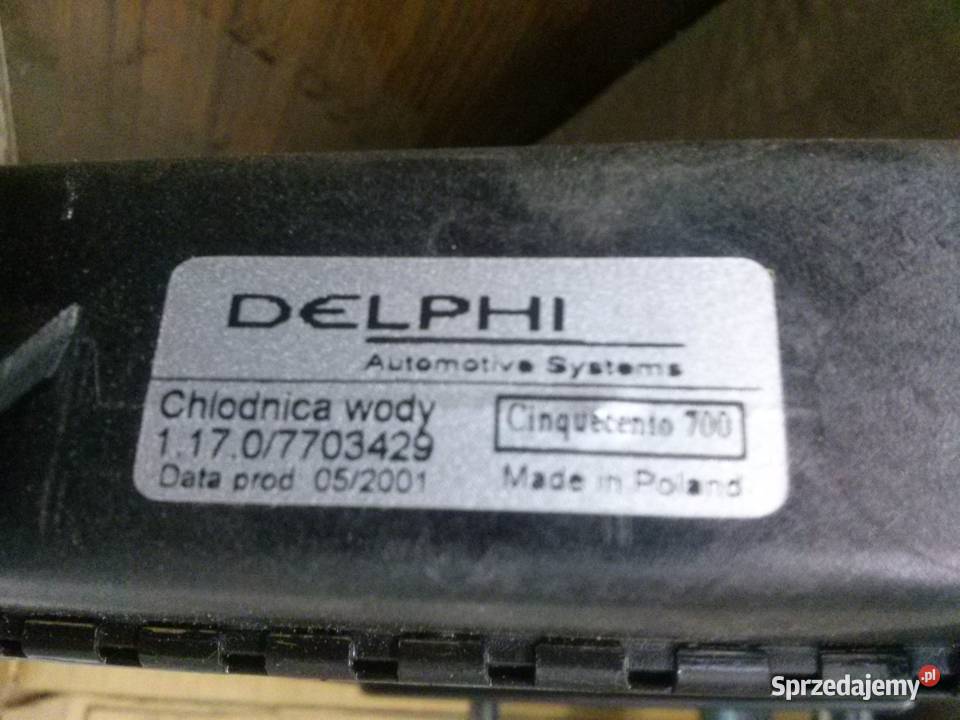 DELPHI
Automotive Systems
Chlodnica wody
1.17.0/7703429
Data prod 05/2001
Cinquecento 700
Made in Poland
Sprzedajemy.pl